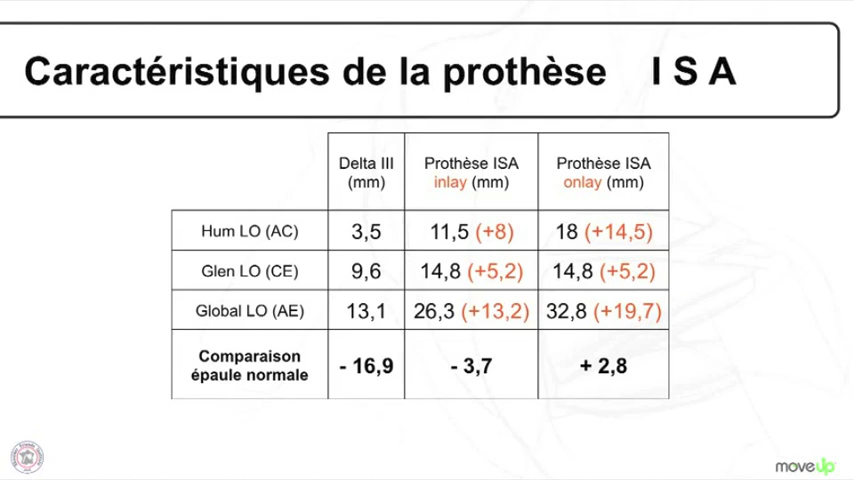 Caractéristiques de la prothèse I S A
Delta III (mm) Prothèse ISA inlay (mm) Prothèse ISA onlay (mm)
Hum LO (AC) 3,5 11,5 (+8) 18 (+14,5)
Glen LO (CE) 9,6 14,8 (+5,2) 14,8 (+5,2)
Global LO (AE) 13,1 26,3 (+13,2) 32,8 (+19,7)
Comparaison épaule normale - 16,9 - 3,7 + 2,8
moveUp